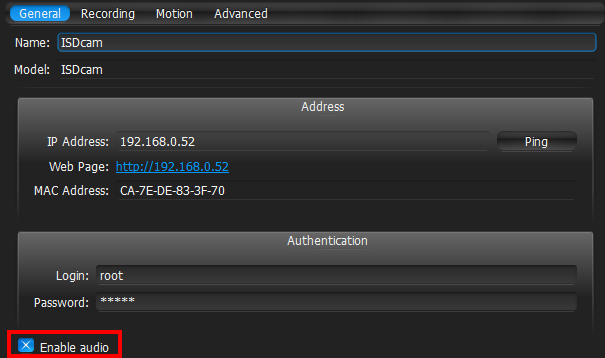 General Recording Motion Advanced
Name: ISDcam
Model: ISDcam
Address
IP Address: 192.168.0.52 Ping
Web Page: http://192.168.0.52
MAC Address: CA-7E-DE-83-3F-70
Authentication
Login: root
Password: *****
Enable audio